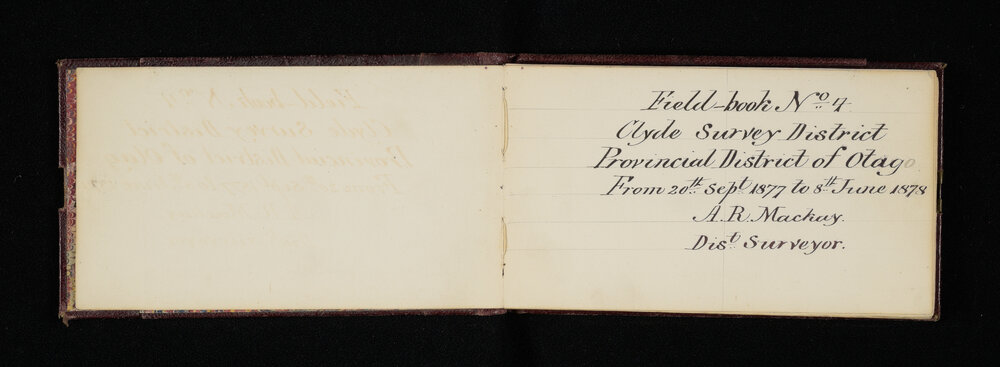 Field-book No 4
Clyde Survey District
Provincial District of Otago
From 20th Sept 1877 to 8th June 1878
A. R. Mackay.
Dist Surveyor.